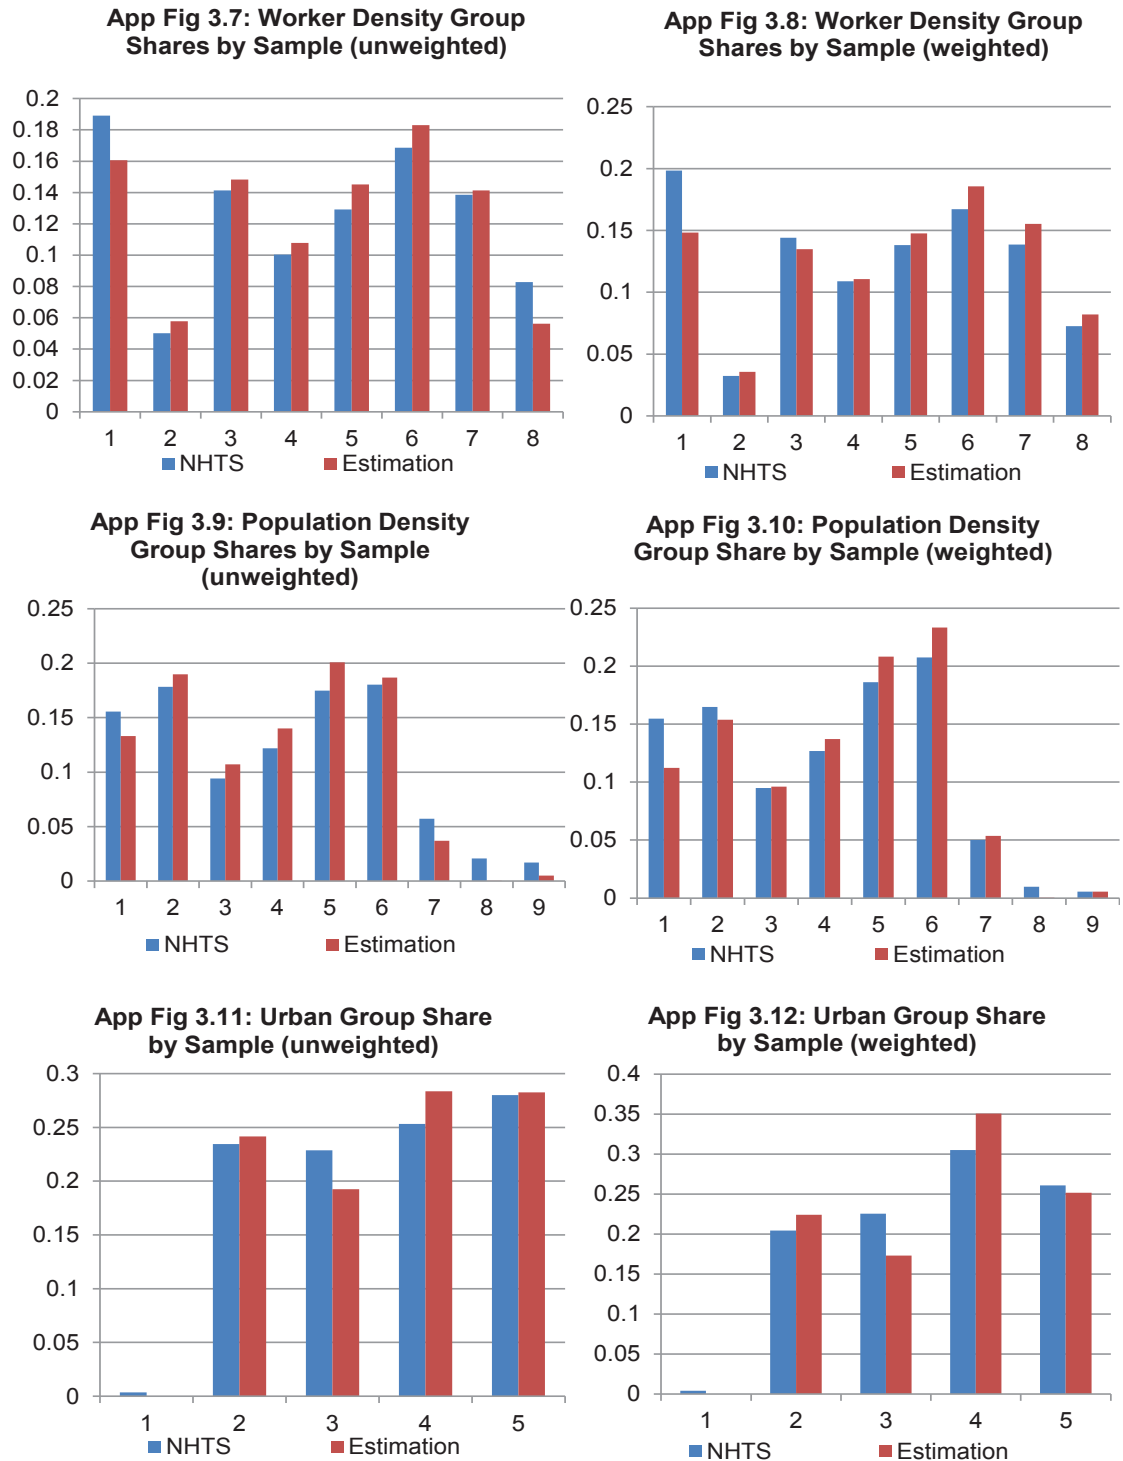 App Fig 3.7: Worker Density Group
Shares by Sample (unweighted)
0.2
0.18
0.16
0.14
0.12
0.1
0.08
0.06
0.04
0.02
0
1 2 3 4 5 6 7 8
NHTS Estimation
App Fig 3.8: Worker Density Group
Shares by Sample (weighted)
0.25
0.2
0.15
0.1
0.05
0
1 2 3 4 5 6 7 8
NHTS Estimation
App Fig 3.9: Population Density
Group Shares by Sample
(unweighted)
0.25
0.2
0.15
0.1
0.05
0
1 2 3 4 5 6 7 8 9
NHTS Estimation
App Fig 3.10: Population Density
Group Share by Sample (weighted)
0.25
0.2
0.15
0.1
0.05
0
1 2 3 4 5 6 7 8 9
NHTS Estimation
App Fig 3.11: Urban Group Share
by Sample (unweighted)
0.3
0.25
0.2
0.15
0.1
0.05
0
1 2 3 4 5
NHTS Estimation
App Fig 3.12: Urban Group Share
by Sample (weighted)
0.4
0.35
0.3
0.25
0.2
0.15
0.1
0.05
0
1 2 3 4 5
NHTS Estimation